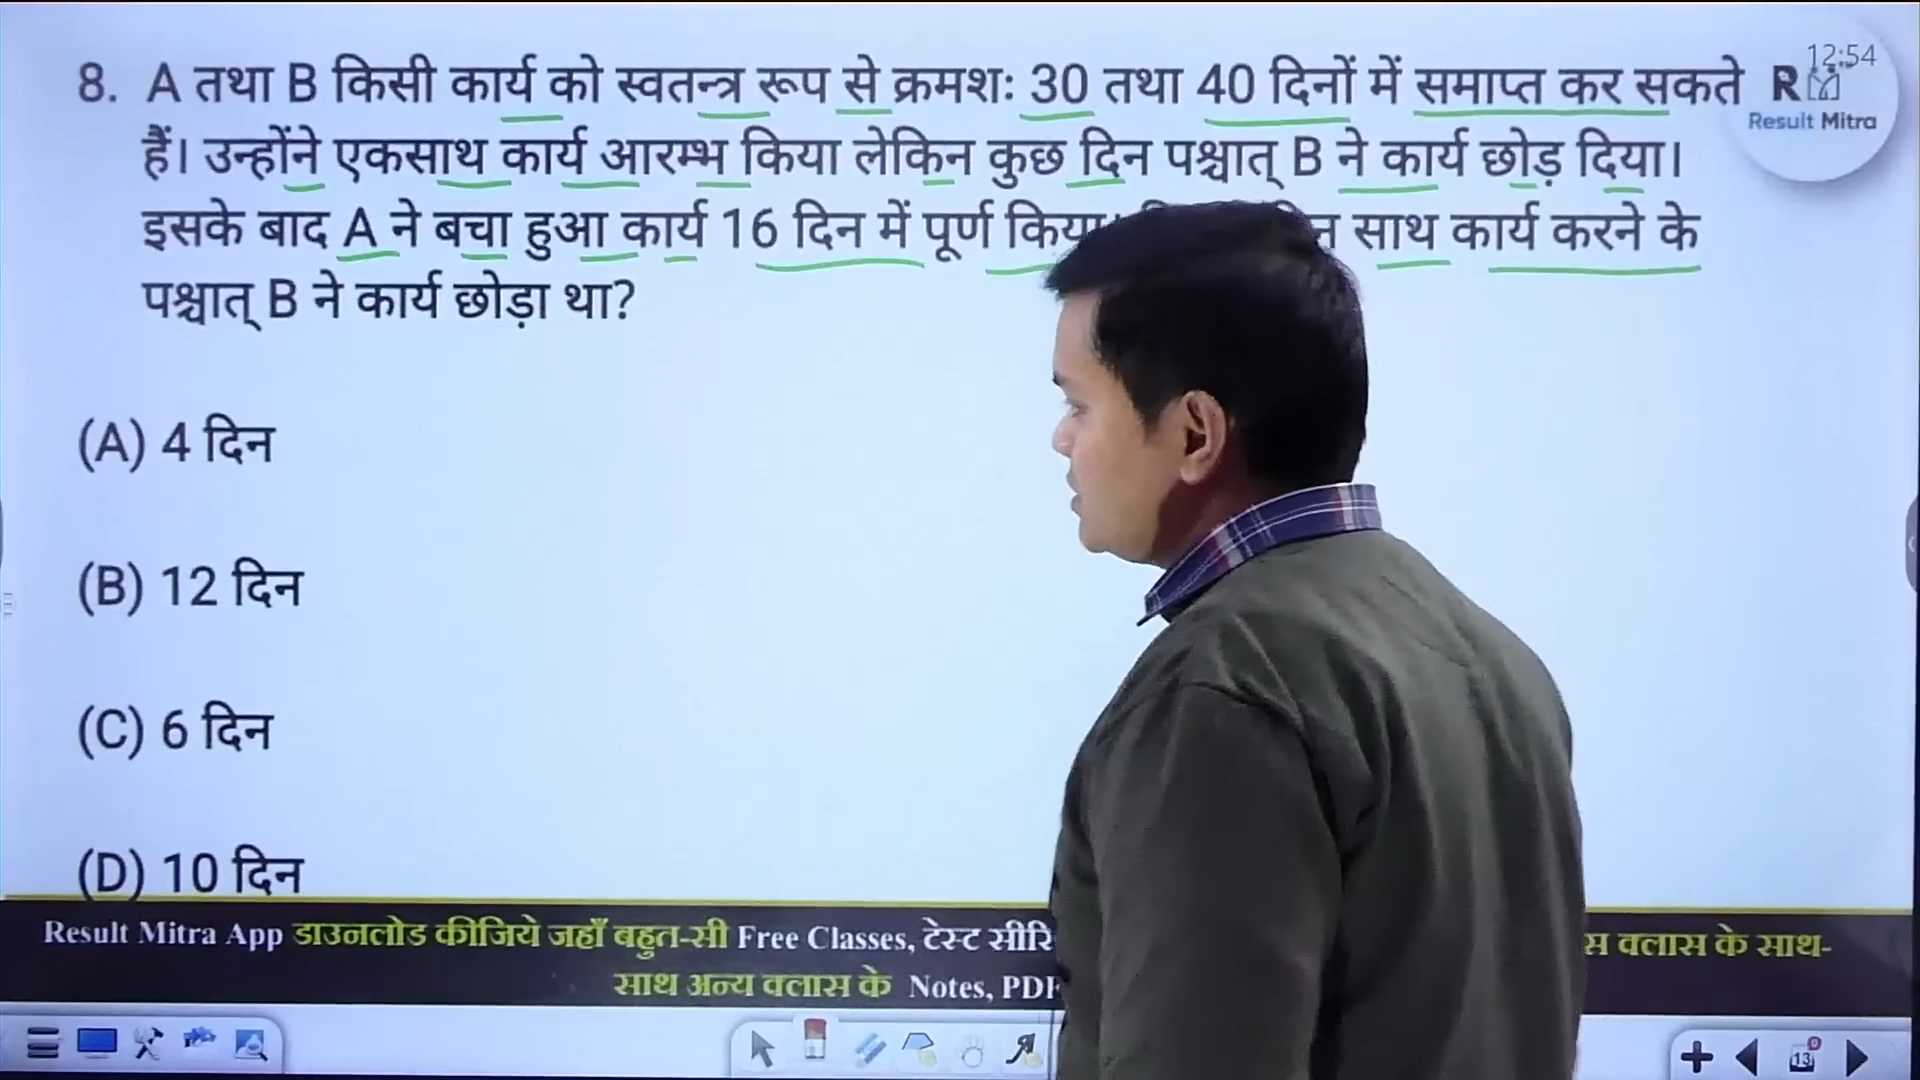 8. A तथा B किसी कार्य को स्वतन्त्र रूप से क्रमशः 30 तथा 40 दिनों में समाप्त कर सकते
हैं। उन्होंने एकसाथ कार्य आरम्भ किया लेकिन कुछ दिन पश्चात् B ने कार्य छोड़ दिया।
इसके बाद A ने बचा हुआ कार्य 16 दिन में पूर्ण किया साथ कार्य करने के
पश्चात् B ने कार्य छोड़ा था?
12:54
Result Mitra
(A) 4 दिन
(B) 12 दिन
(C) 6 दिन
(D) 10 दिन
Result Mitra App डाउनलोड कीजिये जहाँ बहुत-सी Free Classes, टेस्ट क्लास के साथ-
साथ अन्य क्लास के Notes, PDF
13